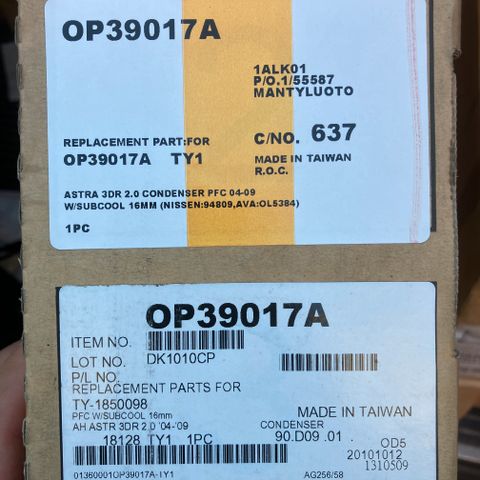 OP39017A
1ALK01
P/O.1/55587
MANTYLUOTO
REPLACEMENT PART:FOR
C/NO. 637
OP39017A TY1
MADE IN TAIWAN
R.O.C.
ASTRA 3DR 2.0 CONDENSER PFC 04-09
W/SUBCOOL 16MM (NISSEN:94809,AVA:OL5384)
1PC
OP39017A
ITEM NO.
LOT NO. DK1010CP
P/L NO.
REPLACEMENT PARTS FOR
TY-1850098
MADE IN TAIWAN
PFC W/SUBCOOL 16mm
AH ASTR 3DR 2.0 '04-'09 CONDENSER
18128 TY1 1PC 90.D09 .01 . OD5
20101012
1310509
01360001OP39017A-TY1 AG256/58